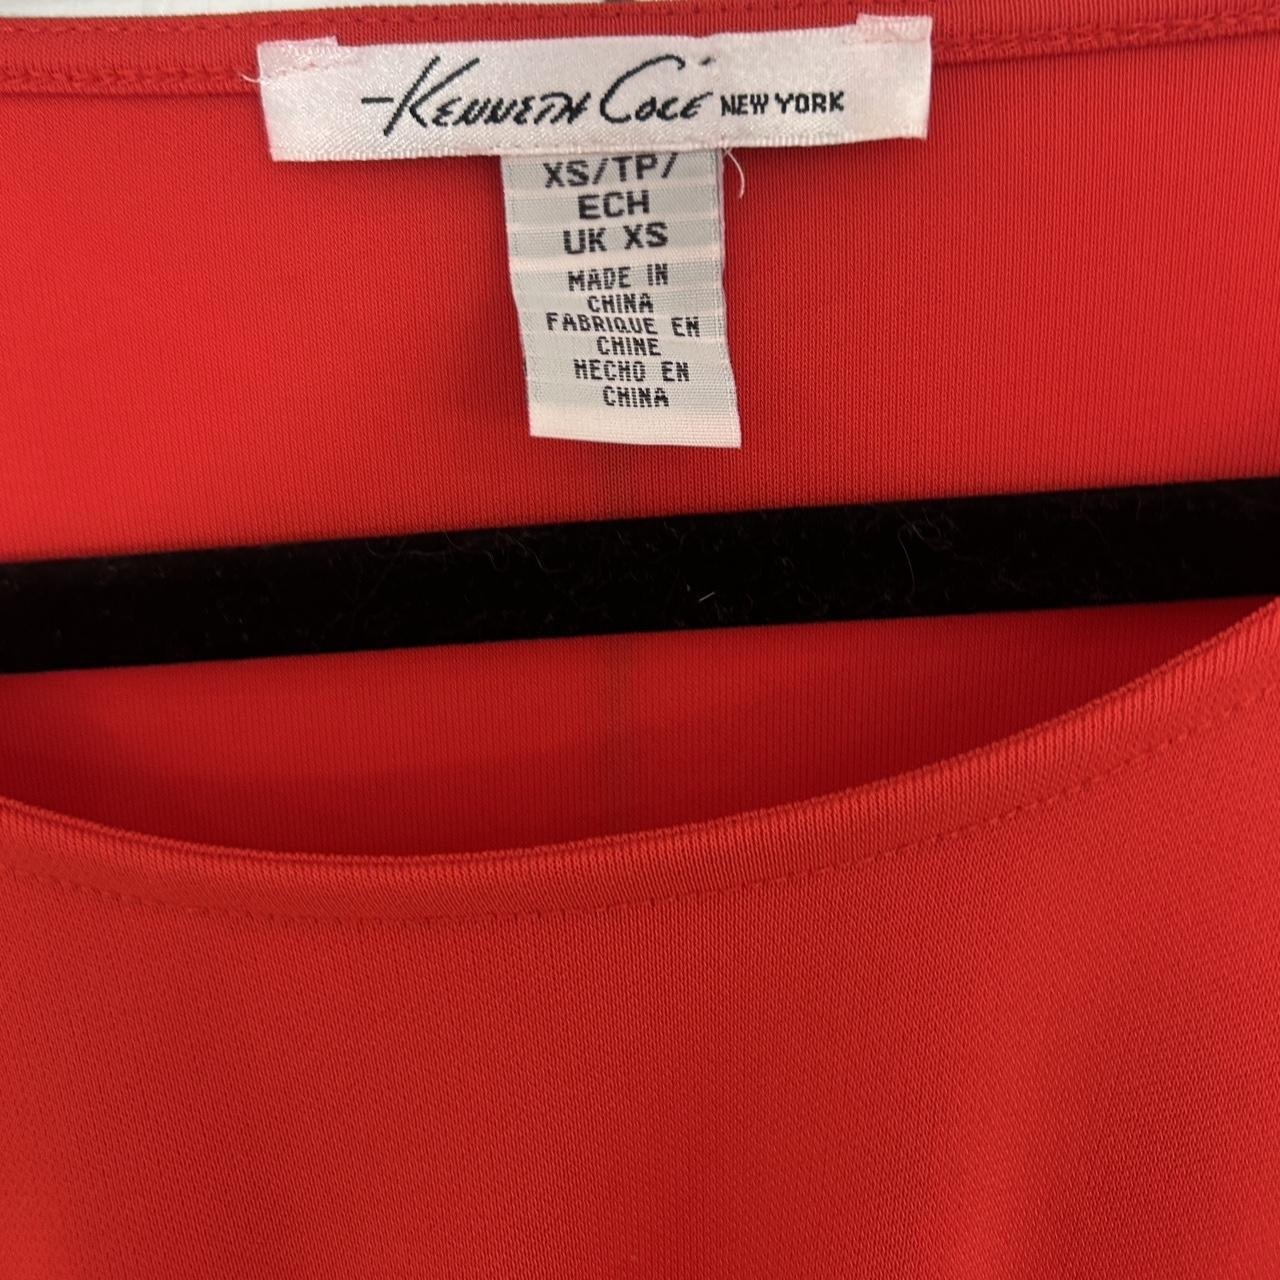 Kenneth Cole NEW YORK
XS/TP/
ECH
UK XS
MADE IN
CHINA
FABRIQUE EN
CHINE
HECHO EN
CHINA